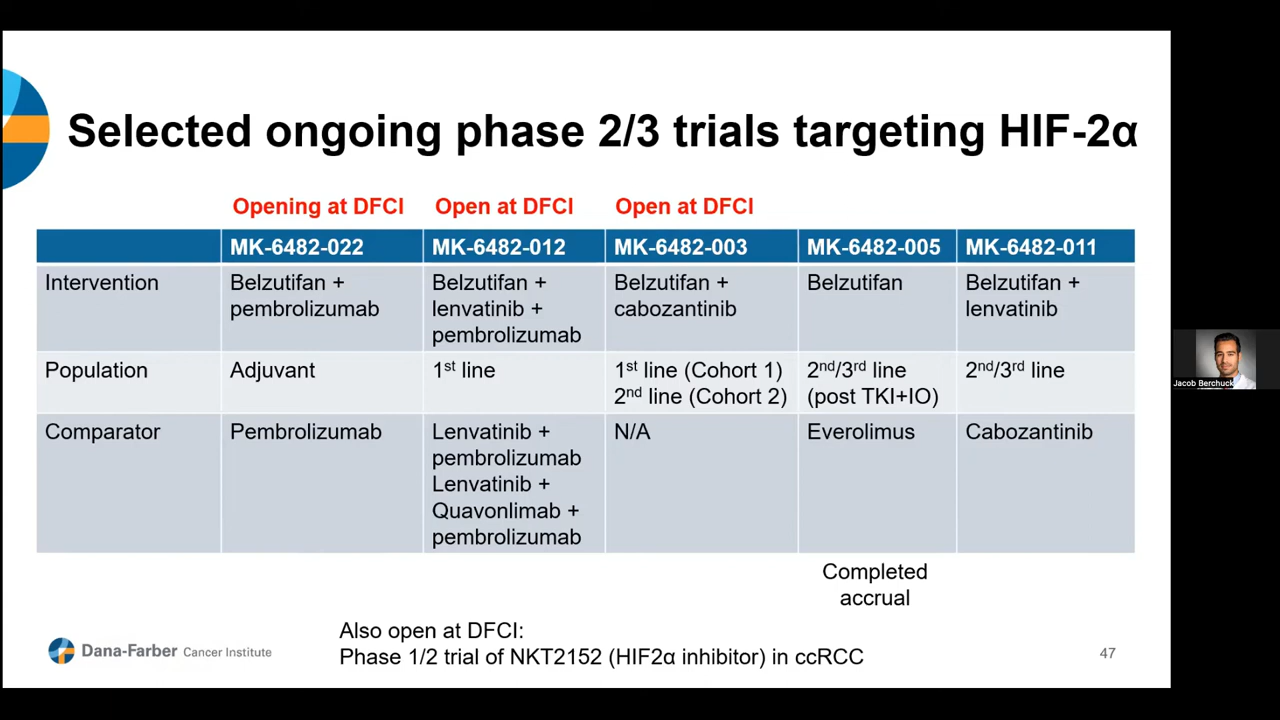 Selected ongoing phase 2/3 trials targeting HIF-2α
Opening at DFCI
Open at DFCI
Open at DFCI
MK-6482-022
MK-6482-012
MK-6482-003
MK-6482-005
MK-6482-011
Intervention
Belzutifan +
pembrolizumab
Belzutifan +
lenvatinib +
pembrolizumab
Belzutifan +
cabozantinib
Belzutifan
Belzutifan +
lenvatinib
Population
Adjuvant
1st line
1st line (Cohort 1)
2nd line (Cohort 2)
2nd/3rd line
(post TKI+IO)
2nd/3rd line
Comparator
Pembrolizumab
Lenvatinib +
pembrolizumab
Lenvatinib +
Quavonlimab +
pembrolizumab
N/A
Everolimus
Cabozantinib
Completed
accrual
Also open at DFCI:
Phase 1/2 trial of NKT2152 (HIF2α inhibitor) in ccRCC
Dana-Farber Cancer Institute
47
Jacob Berchuck